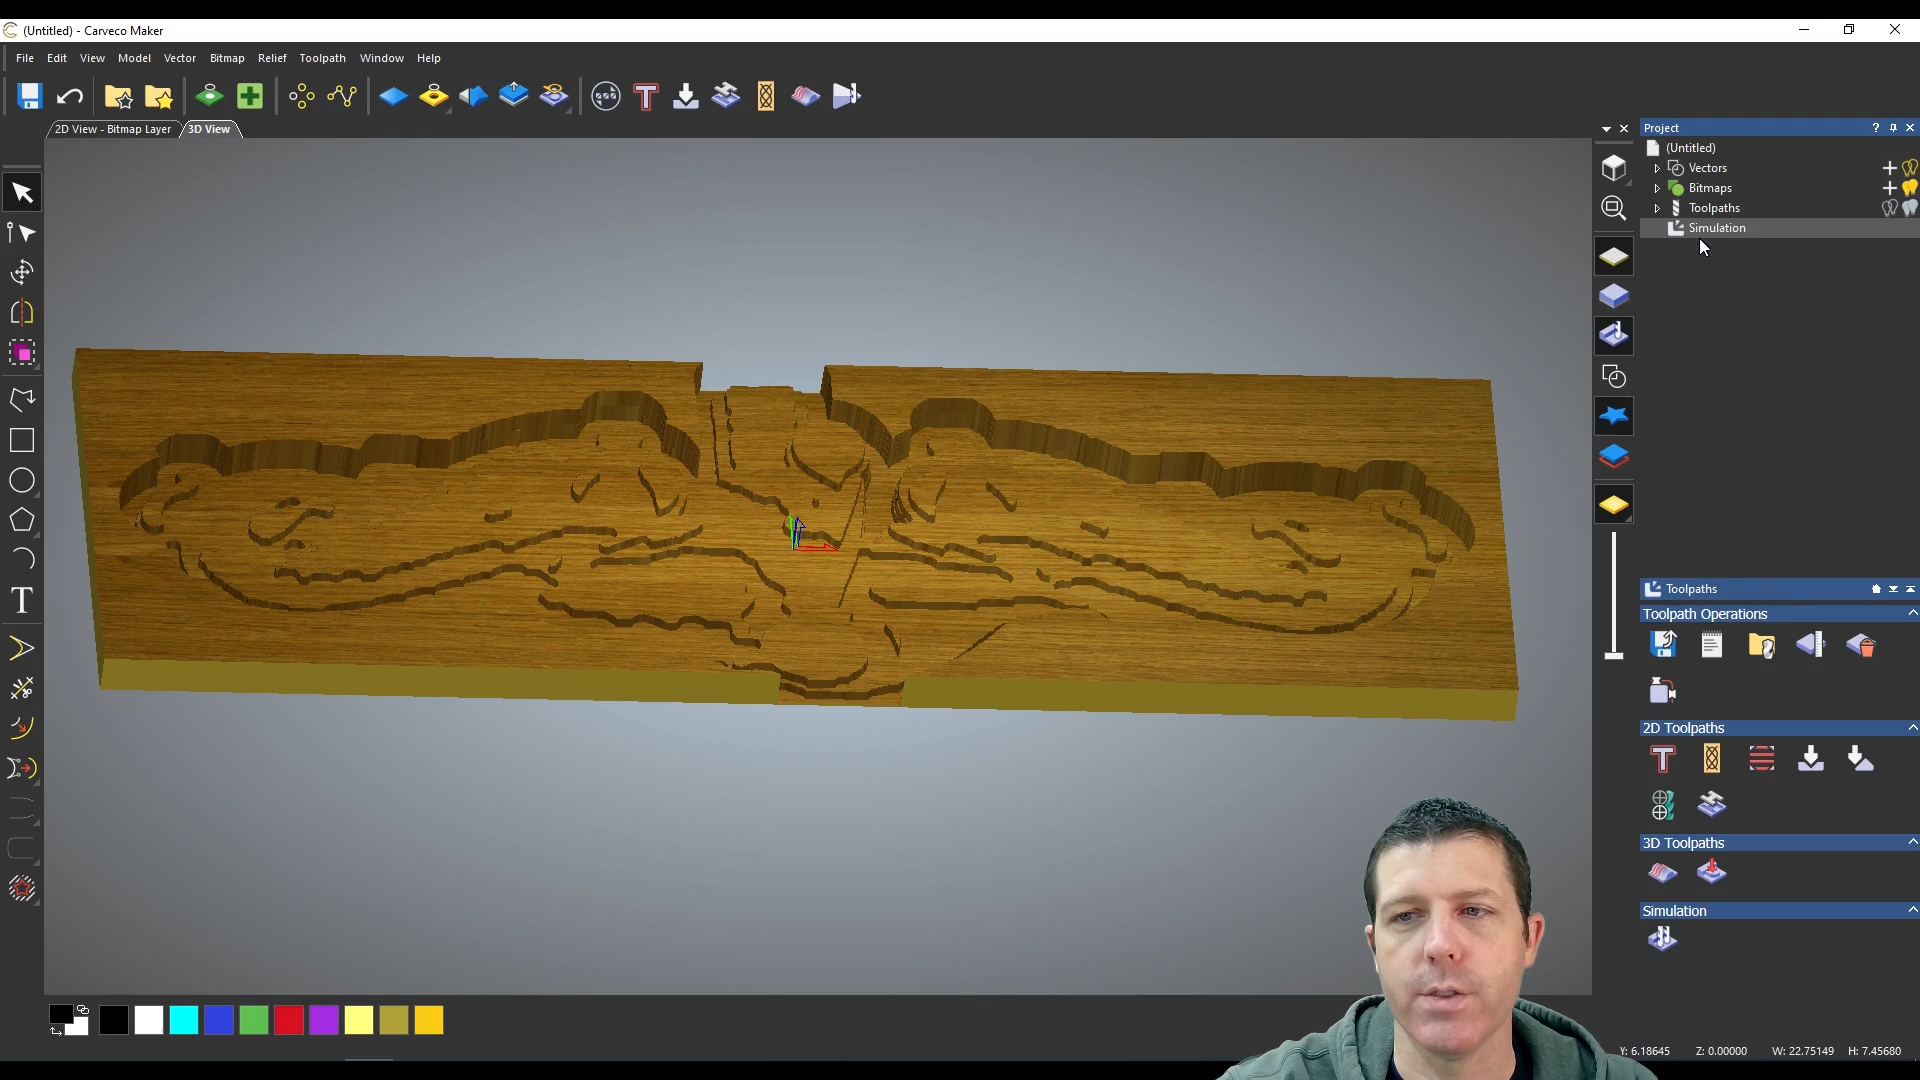 (Untitled) - Carveco Maker
File Edit View Model Vector Bitmap Relief Toolpath Window Help
2D View - Bitmap Layer 3D View
Project
(Untitled)
Vectors
Bitmaps
Toolpaths
Simulation
Toolpaths
Toolpath Operations
2D Toolpaths
3D Toolpaths
Simulation
Y: 6.18645 Z: 0.00000 W: 22.75149 H: 7.45680